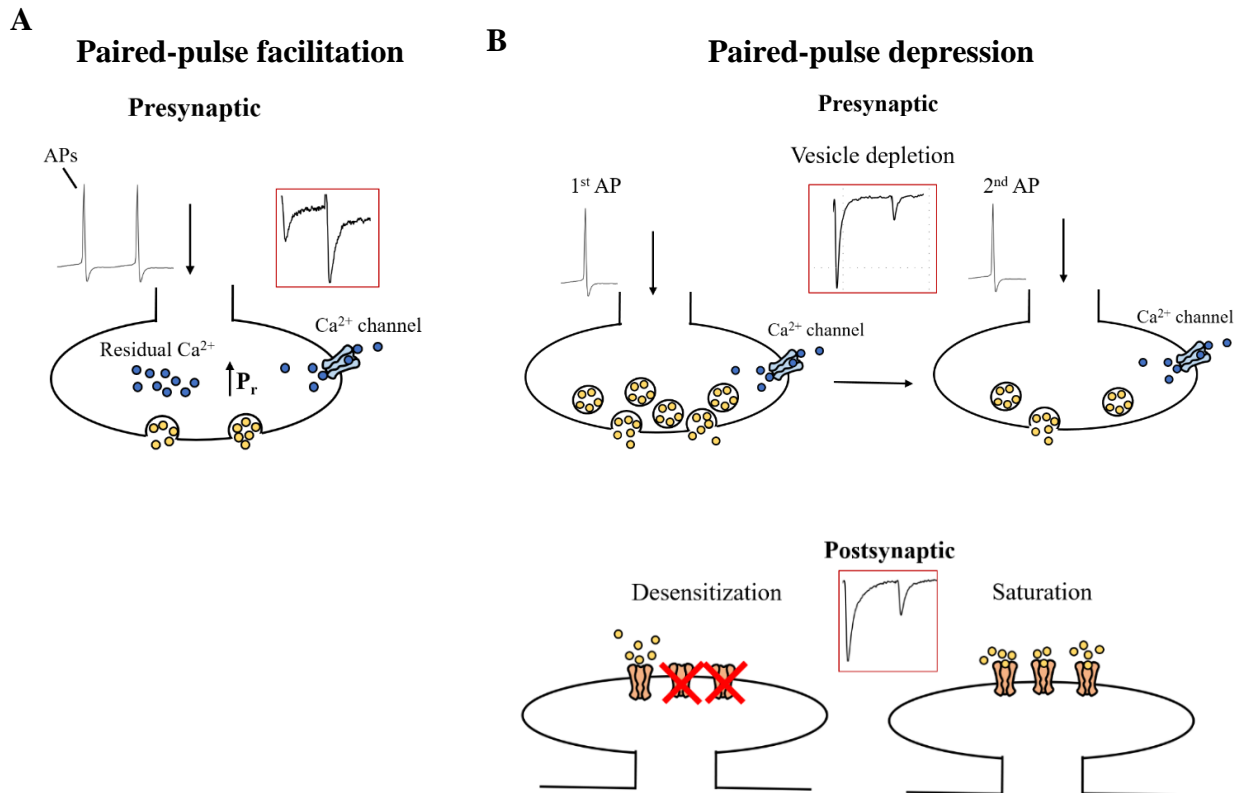 A
Paired-pulse facilitation
Presynaptic
APs
Ca²⁺ channel
Residual Ca²⁺
Pᵣ
B
Paired-pulse depression
Presynaptic
Vesicle depletion
1ˢᵗ AP
2ⁿᵈ AP
Ca²⁺ channel
Ca²⁺ channel
Postsynaptic
Desensitization
Saturation